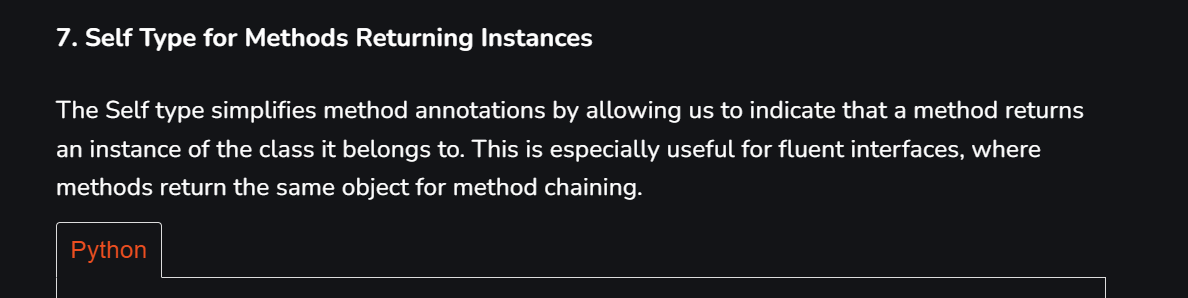 7. Self Type for Methods Returning Instances
The Self type simplifies method annotations by allowing us to indicate that a method returns
an instance of the class it belongs to. This is especially useful for fluent interfaces, where
methods return the same object for method chaining.
Python